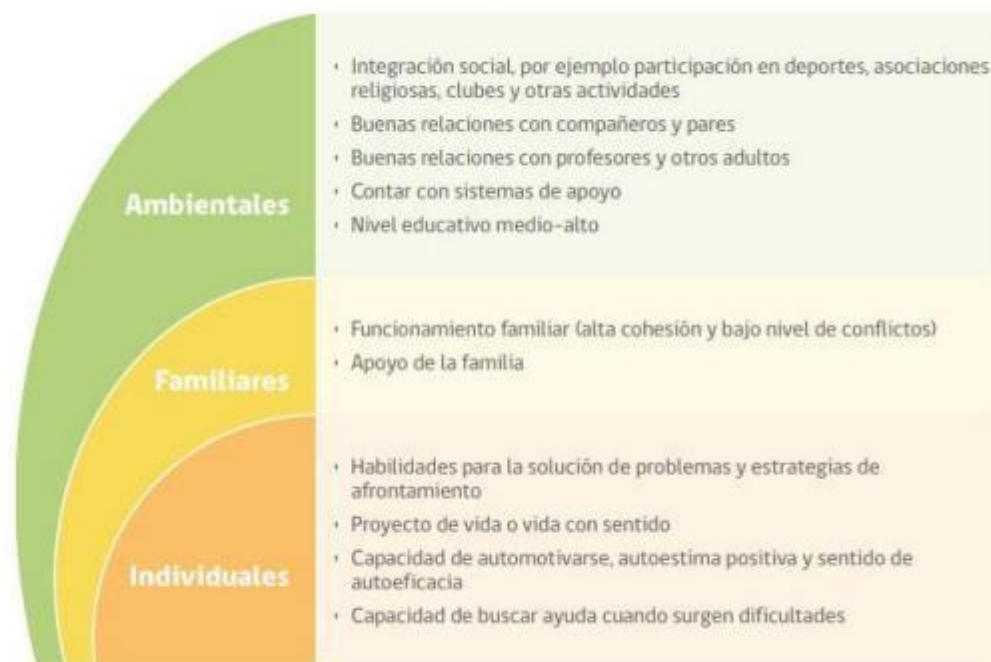 Ambientales
· Integración social, por ejemplo participación en deportes, asociaciones
religiosas, clubes y otras actividades
· Buenas relaciones con compañeros y pares
· Buenas relaciones con profesores y otros adultos
· Contar con sistemas de apoyo
· Nivel educativo medio-alto
Familiares
· Funcionamiento familiar (alta cohesión y bajo nivel de conflictos)
· Apoyo de la familia
Individuales
· Habilidades para la solución de problemas y estrategias de
afrontamiento
· Proyecto de vida o vida con sentido
· Capacidad de automotivarse, autoestima positiva y sentido de
autoeficacia
· Capacidad de buscar ayuda cuando surgen dificultades